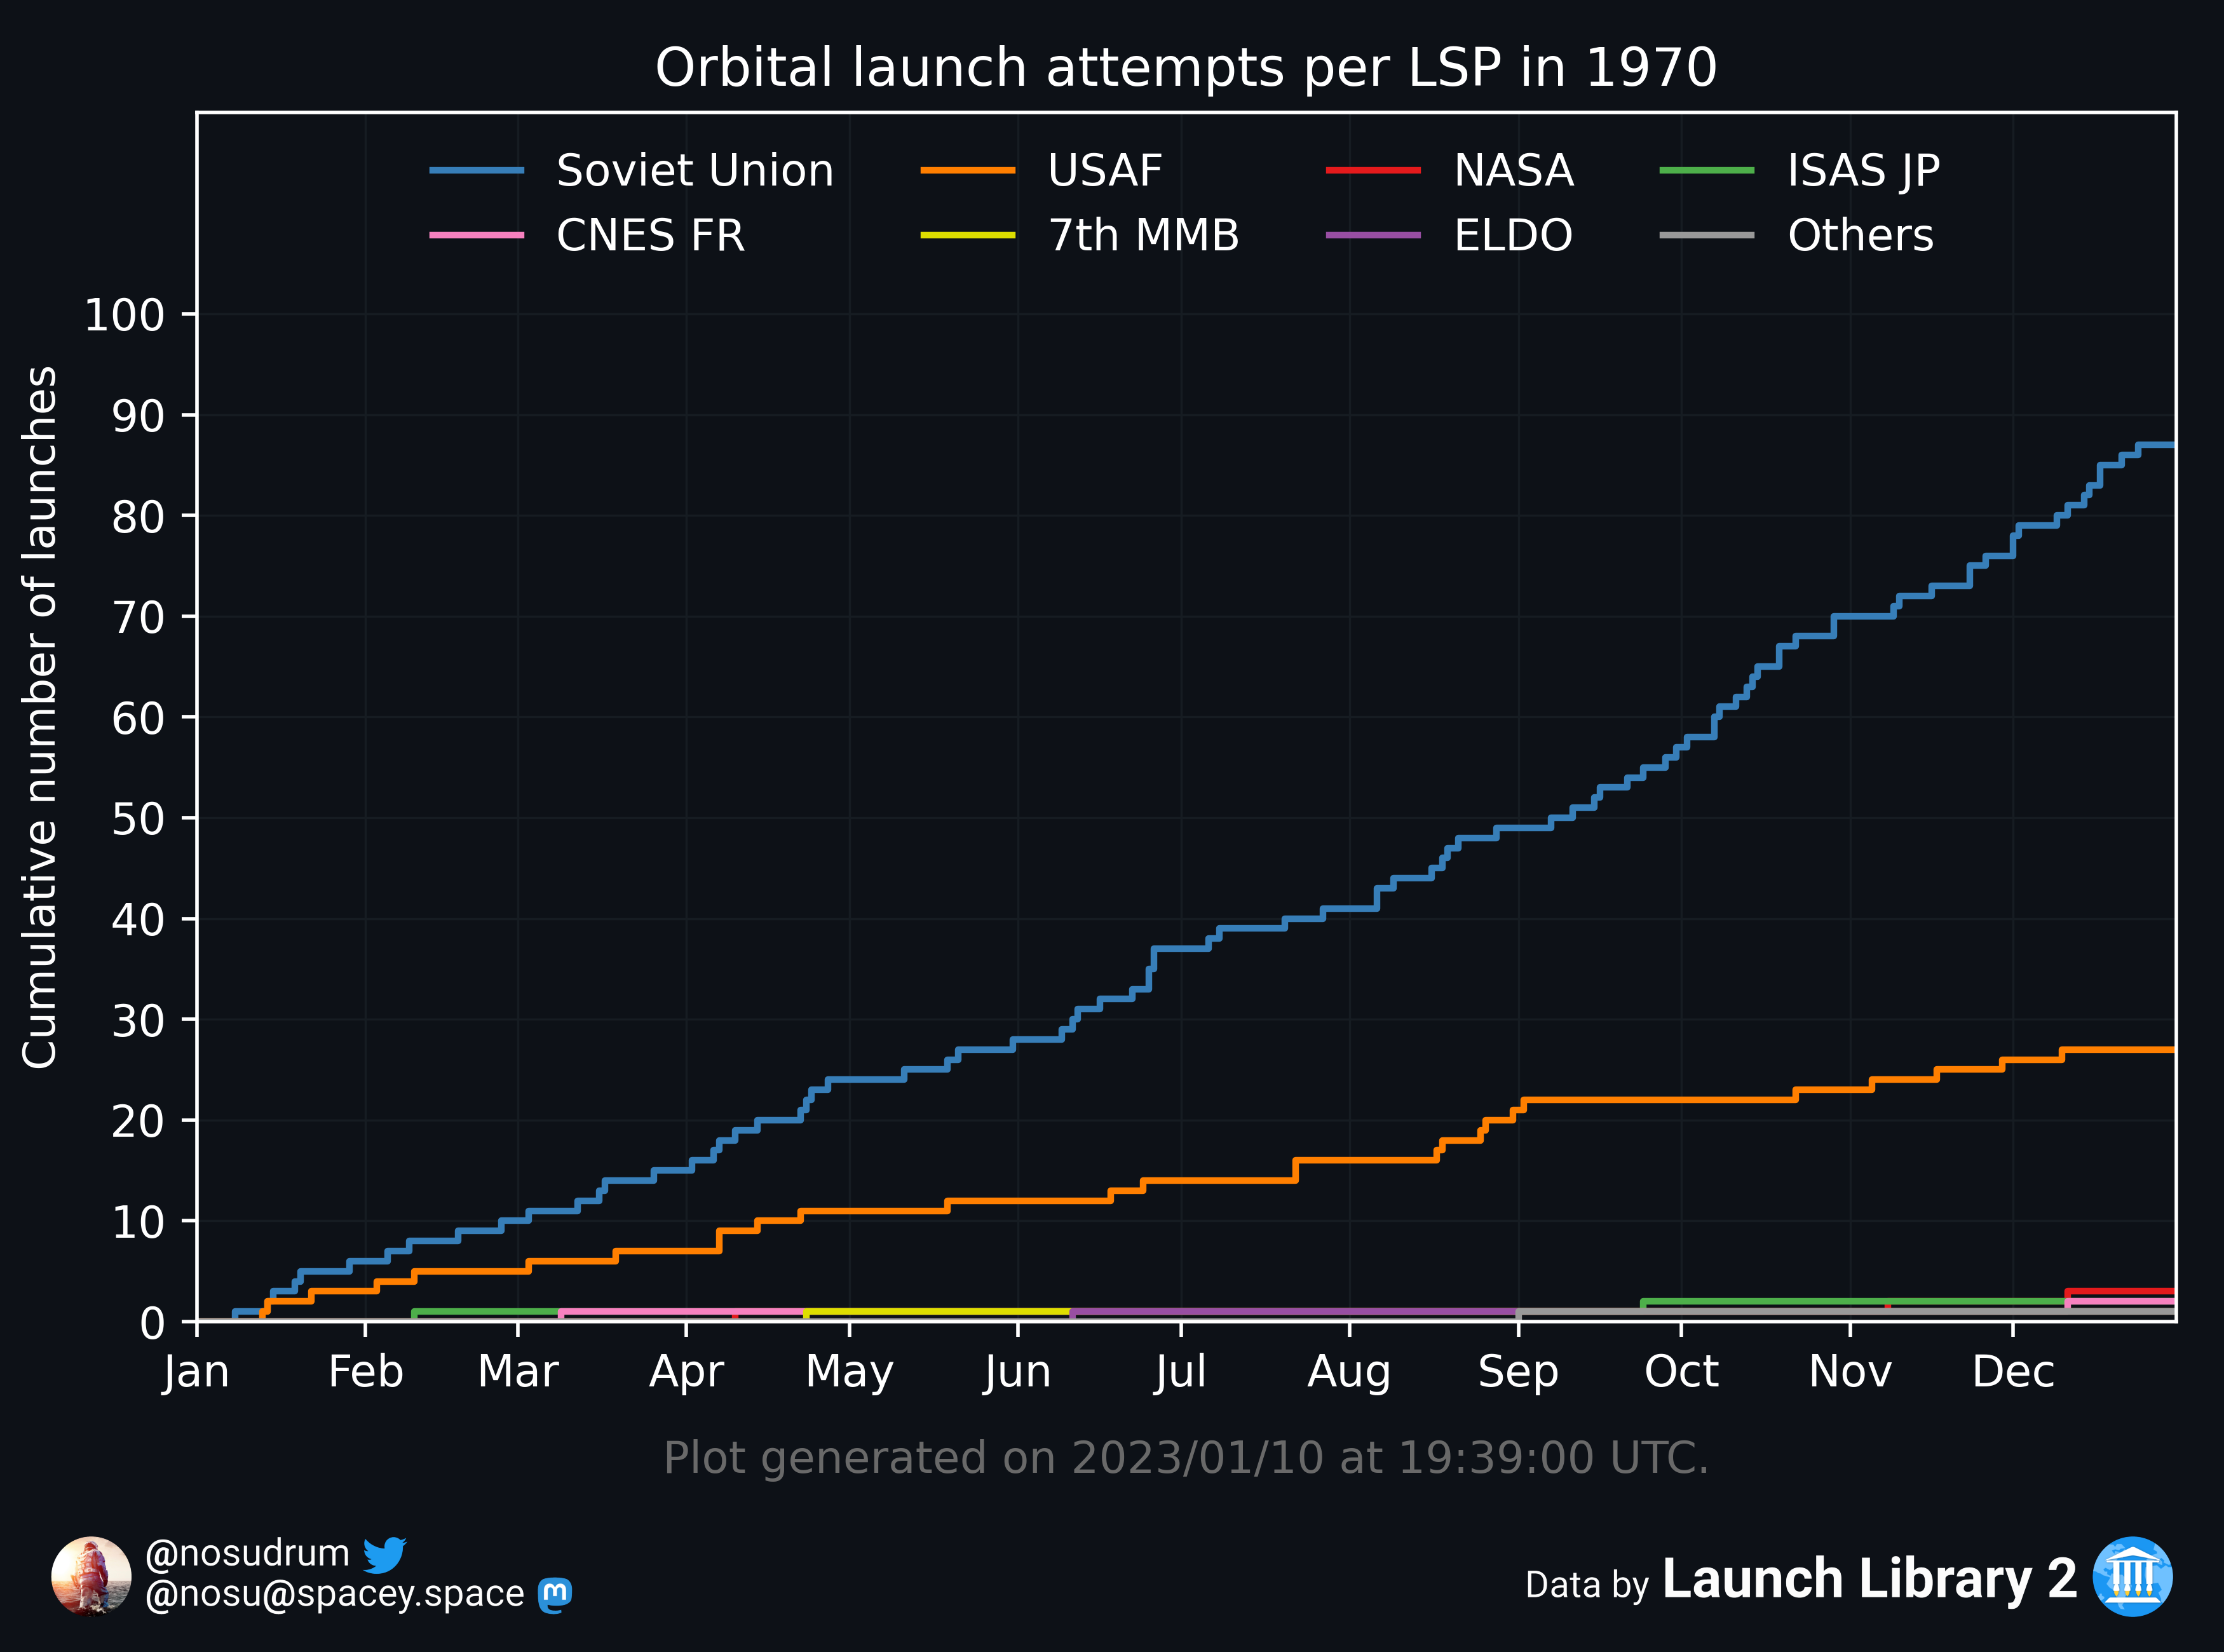 Orbital launch attempts per LSP in 1970
Soviet Union USAF NASA ISAS JP
CNES FR 7th MMB ELDO Others
Cumulative number of launches
100
90
80
70
60
50
40
30
20
10
0
Jan Feb Mar Apr May Jun Jul Aug Sep Oct Nov Dec
Plot generated on 2023/01/10 at 19:39:00 UTC.
@nosudrum
@nosu@spacey.space
Data by Launch Library 2